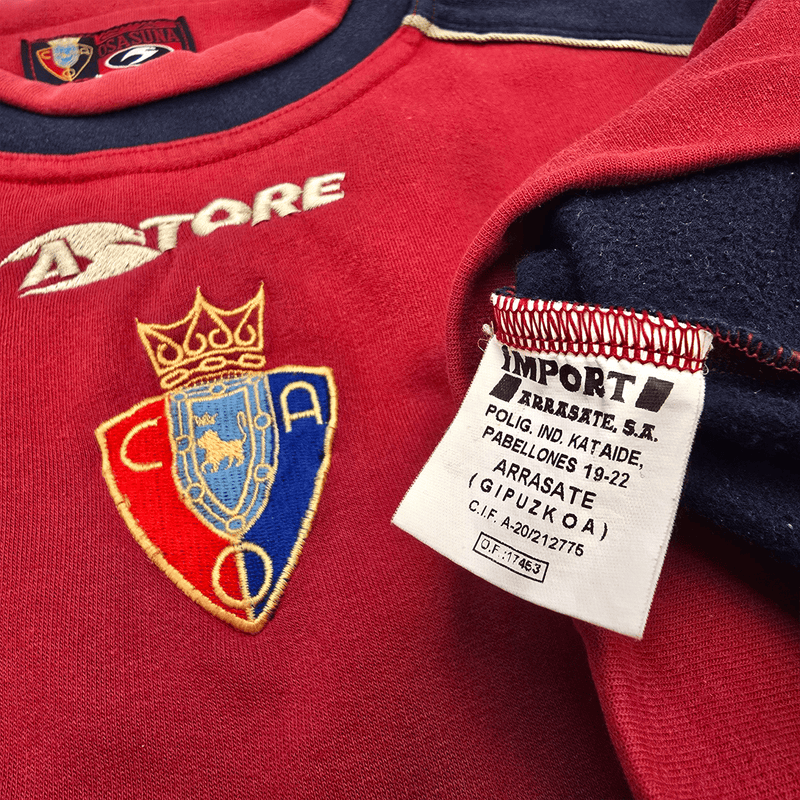 OSASUNA
ASTORE
C A
O
IMPORT
ARRASATE, S.A.
POLIG. IND. KATAIDE,
PABELLONES 19-22
ARRASATE
(GIPUZKOA)
C.I.F. A-20/212775
O.F.:17453